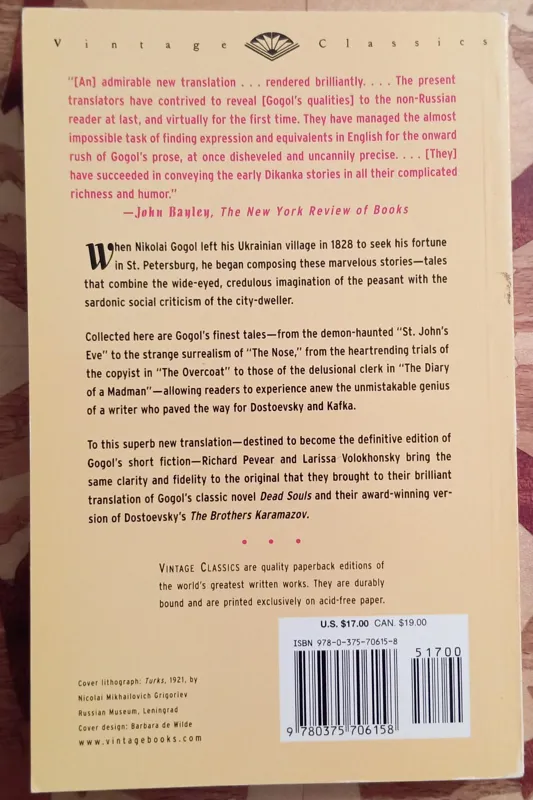 Vintage Classics
"[An] admirable new translation . . . rendered brilliantly. . . . The present
translators have contrived to reveal [Gogol's qualities] to the non-Russian
reader at last, and virtually for the first time. They have managed the almost
impossible task of finding expression and equivalents in English for the onward
rush of Gogol's prose, at once disheveled and uncannily precise. . . . [They]
have succeeded in conveying the early Dikanka stories in all their complicated
richness and humor."
—John Bayley, The New York Review of Books
When Nikolai Gogol left his Ukrainian village in 1828 to seek his fortune
in St. Petersburg, he began composing these marvelous stories—tales
that combine the wide-eyed, credulous imagination of the peasant with the
sardonic social criticism of the city-dweller.
Collected here are Gogol's finest tales—from the demon-haunted "St. John's
Eve" to the strange surrealism of "The Nose," from the heartrending trials of
the copyist in "The Overcoat" to those of the delusional clerk in "The Diary
of a Madman"—allowing readers to experience anew the unmistakable genius
of a writer who paved the way for Dostoevsky and Kafka.
To this superb new translation—destined to become the definitive edition of
Gogol's short fiction—Richard Pevear and Larissa Volokhonsky bring the
same clarity and fidelity to the original that they brought to their brilliant
translation of Gogol's classic novel Dead Souls and their award-winning ver-
sion of Dostoevsky's The Brothers Karamazov.
• • •
VINTAGE CLASSICS are quality paperback editions of
the world's greatest written works. They are durably
bound and are printed exclusively on acid-free paper.
U.S. $17.00 CAN. $19.00
ISBN 978-0-375-70615-8
51700
9 780375 706158
Cover lithograph: Turks, 1921, by
Nicolai Mikhailovich Grigoriev
Russian Museum, Leningrad
Cover design: Barbara de Wilde
www.vintagebooks.com